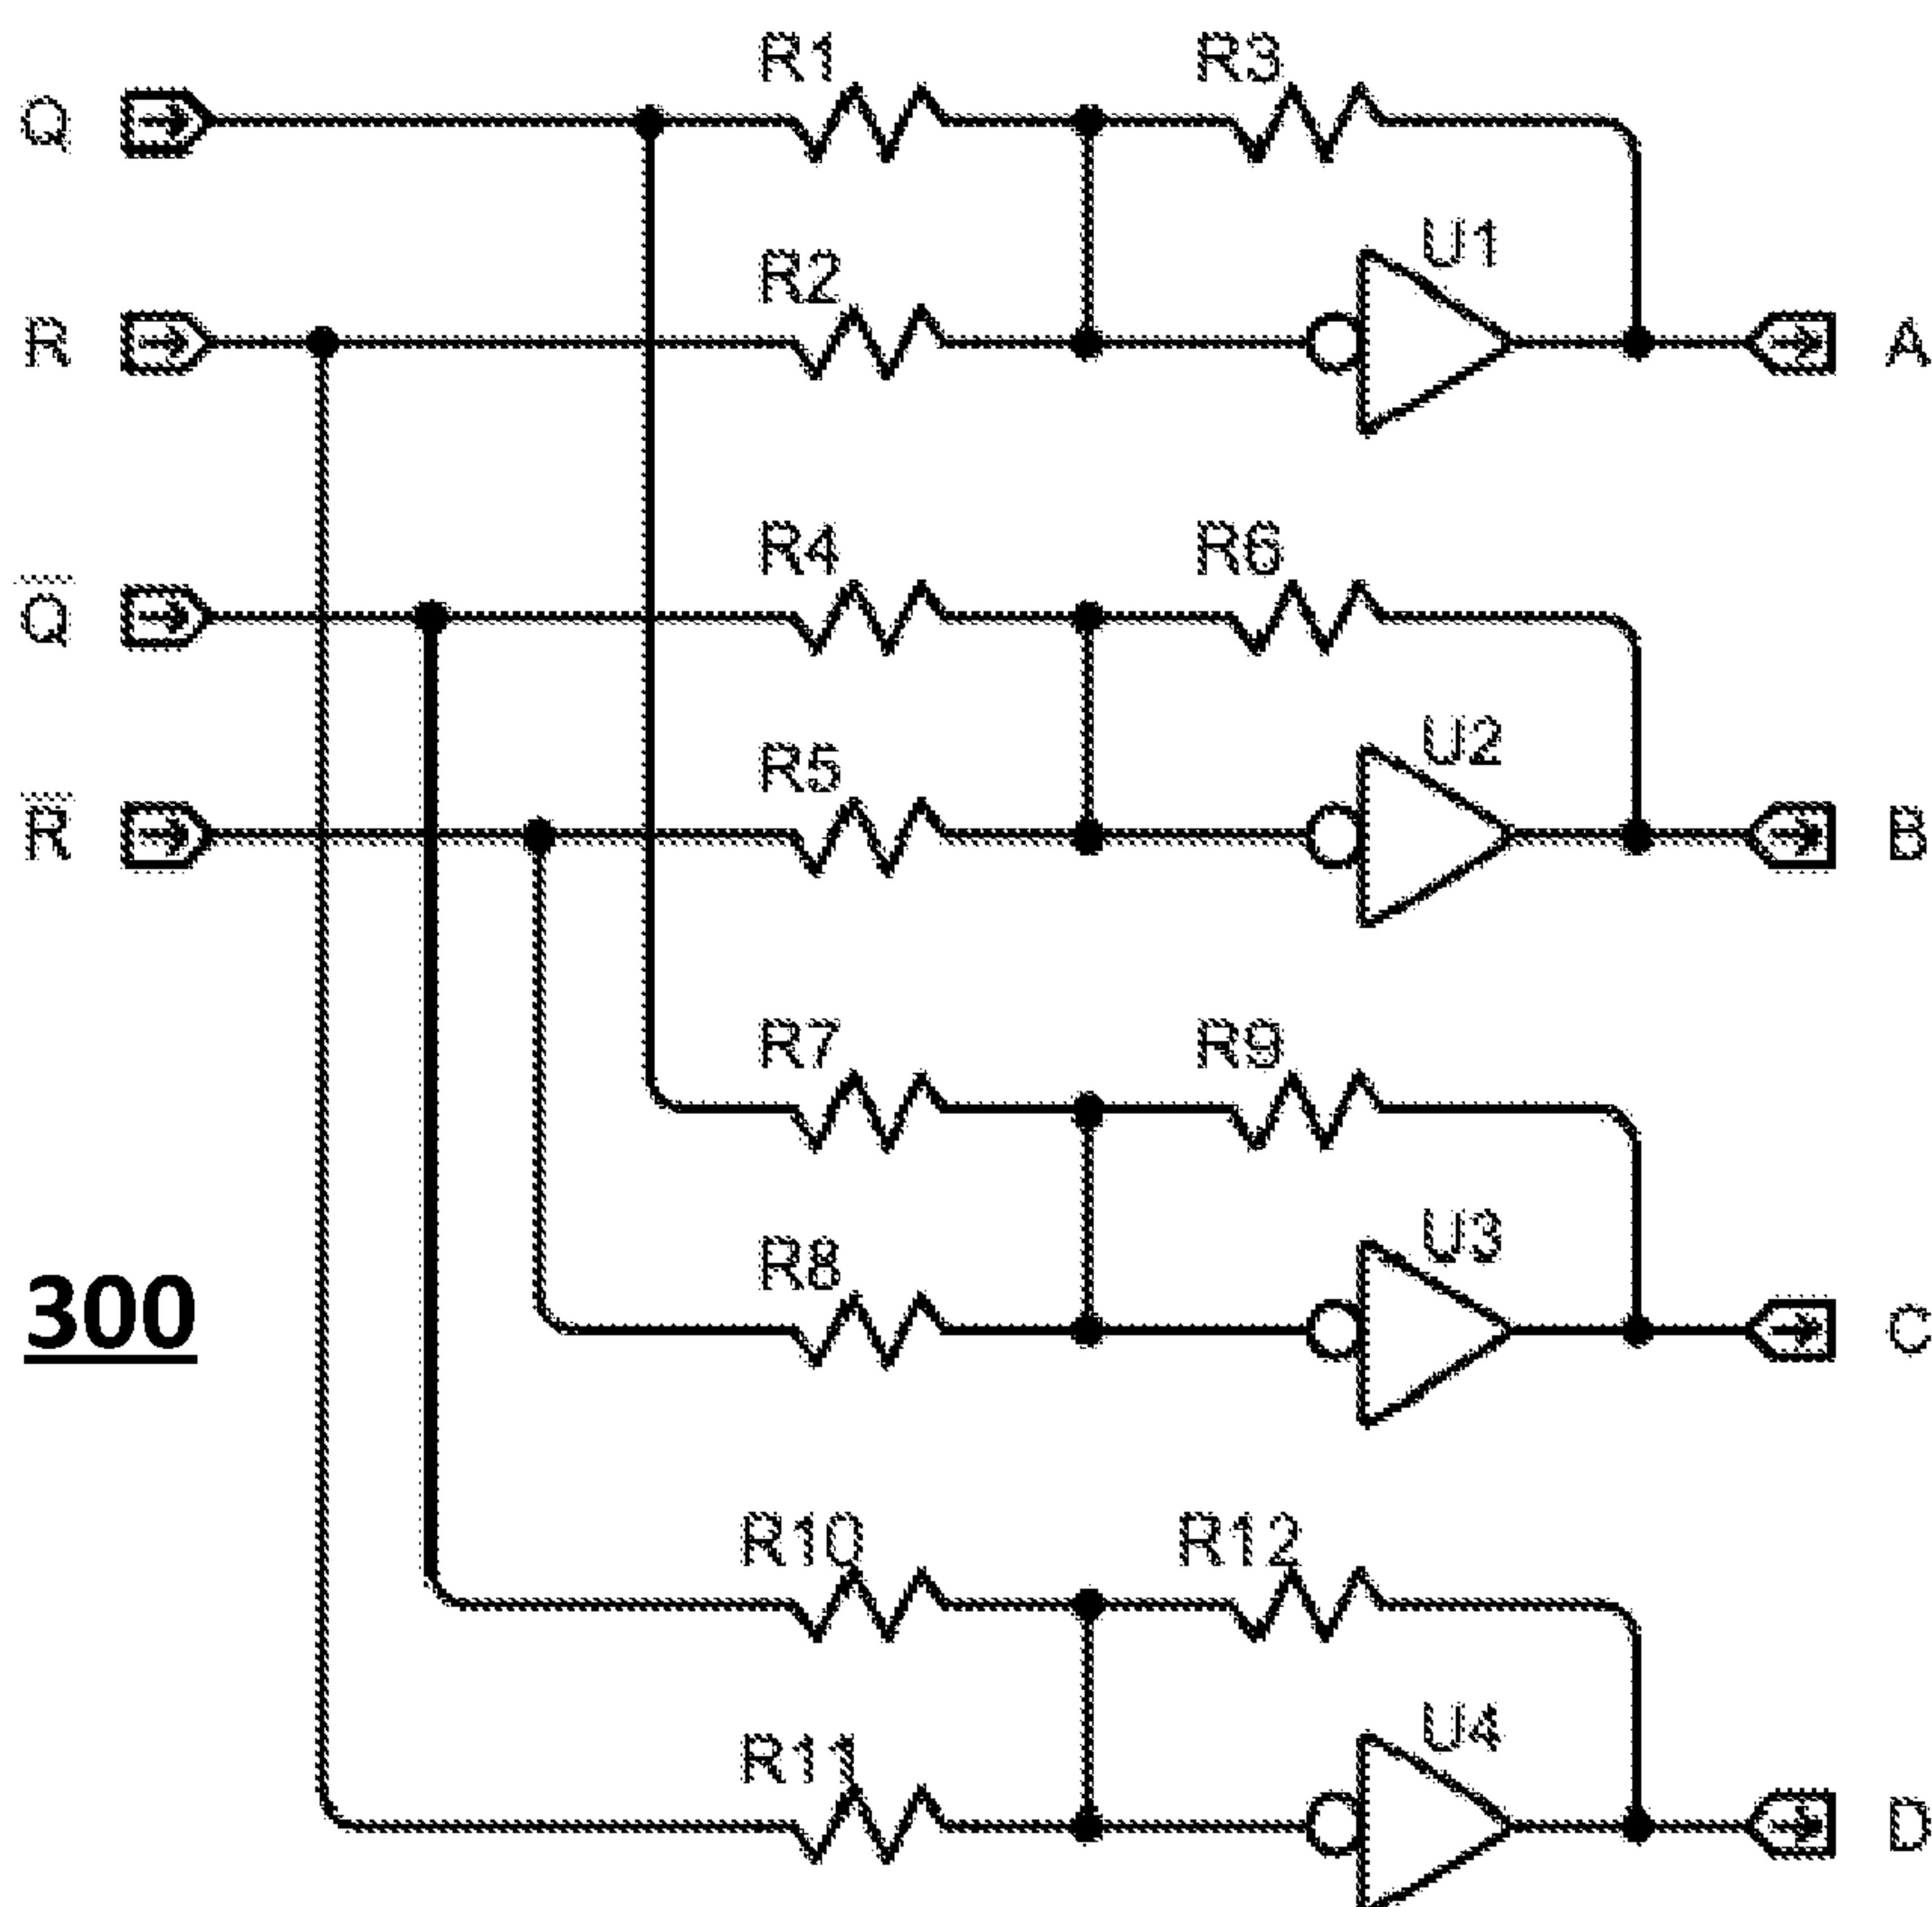 R1 R3
Q
U1
R2
R A
R4 R6
Q̅
U2
R5
R̅ B
R7 R9
U3
R8
300
C
R10 R12
U4
R11
D